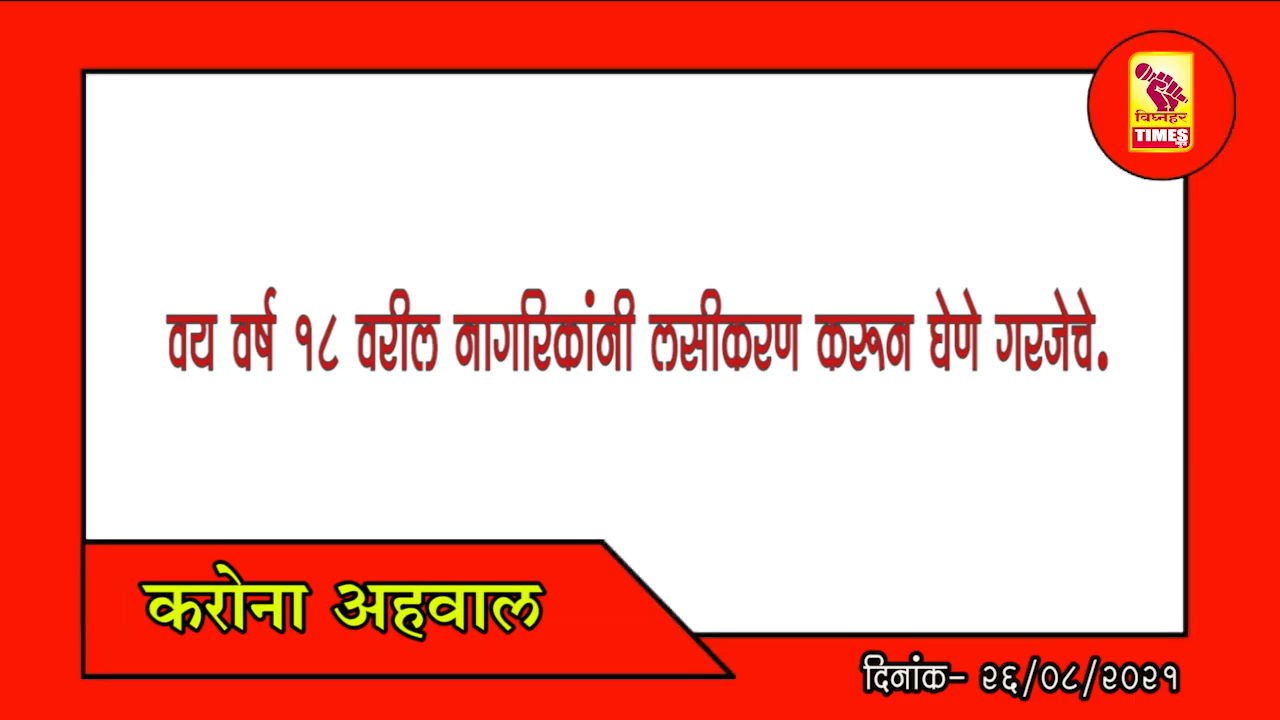 विघ्नहर
TIMES
न्युज
वय वर्ष १८ वरील नागरिकांनी लसीकरण करून घेणे गरजेचे.
करोना अहवाल
दिनांक- २६/०८/२०२१